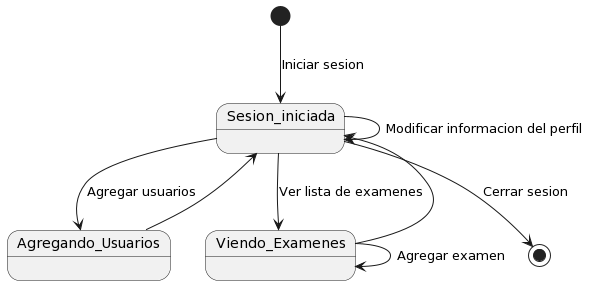 Iniciar sesion
Sesion_iniciada
Modificar informacion del perfil
Agregar usuarios
Ver lista de examenes
Cerrar sesion
Agregando_Usuarios
Viendo_Examenes
Agregar examen